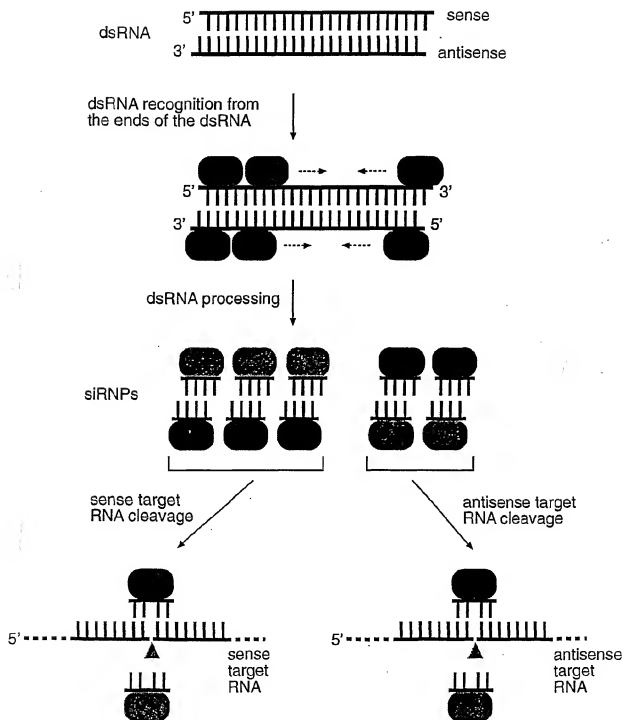 5' sense
dsRNA
3' antisense
dsRNA recognition from
the ends of the dsRNA
5' 3'
3' 5'
dsRNA processing
siRNPs
sense target
RNA cleavage
antisense target
RNA cleavage
5' sense
target
RNA
5' antisense
target
RNA